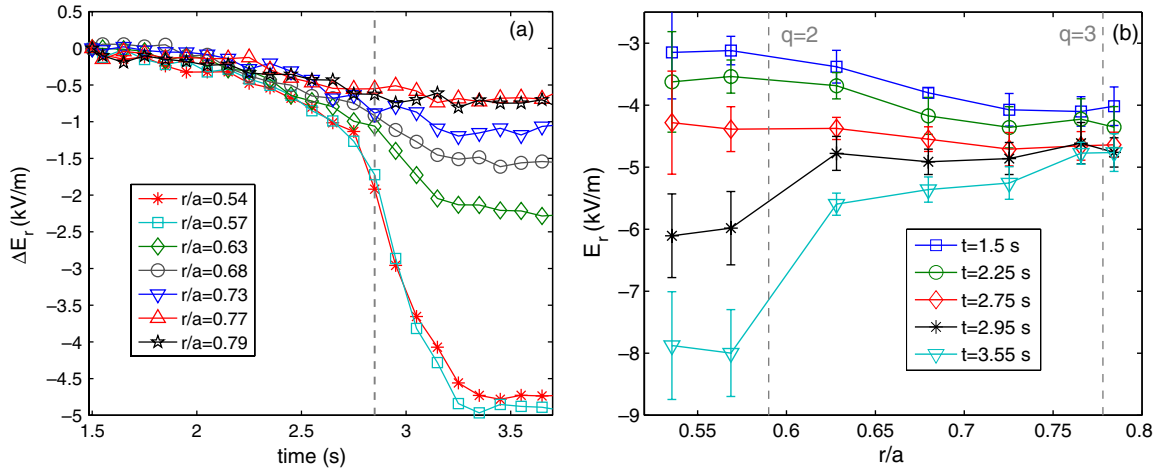 (a)
0.5
0
−0.5
−1
−1.5
−2
−2.5
−3
−3.5
−4
−4.5
−5
ΔE_r (kV/m)
r/a=0.54
r/a=0.57
r/a=0.63
r/a=0.68
r/a=0.73
r/a=0.77
r/a=0.79
1.5
2
2.5
3
3.5
time (s)
q=2
q=3
(b)
−3
−4
−5
−6
−7
−8
−9
E_r (kV/m)
t=1.5 s
t=2.25 s
t=2.75 s
t=2.95 s
t=3.55 s
0.55
0.6
0.65
0.7
0.75
0.8
r/a